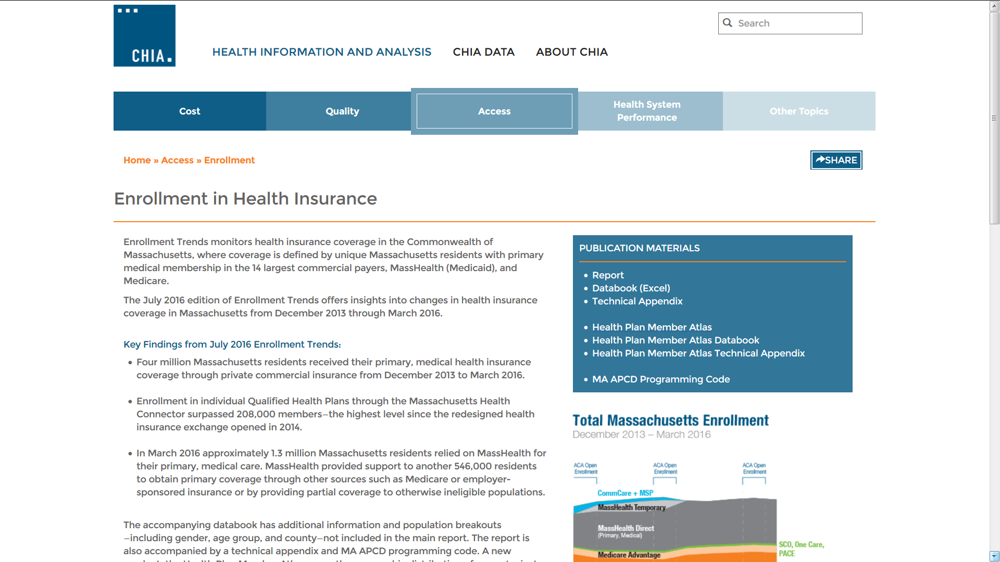 CHIA.
Search
HEALTH INFORMATION AND ANALYSIS
CHIA DATA
ABOUT CHIA
Cost
Quality
Access
Health System
Performance
Other Topics
Home » Access » Enrollment
SHARE
Enrollment in Health Insurance
Enrollment Trends monitors health insurance coverage in the Commonwealth of
Massachusetts, where coverage is defined by unique Massachusetts residents with primary
medical membership in the 14 largest commercial payers, MassHealth (Medicaid), and
Medicare.
The July 2016 edition of Enrollment Trends offers insights into changes in health insurance
coverage in Massachusetts from December 2013 through March 2016.
Key Findings from July 2016 Enrollment Trends:
• Four million Massachusetts residents received their primary, medical health insurance
coverage through private commercial insurance from December 2013 to March 2016.
• Enrollment in individual Qualified Health Plans through the Massachusetts Health
Connector surpassed 208,000 members—the highest level since the redesigned health
insurance exchange opened in 2014.
• In March 2016 approximately 1.3 million Massachusetts residents relied on MassHealth for
their primary, medical care. MassHealth provided support to another 546,000 residents
to obtain primary coverage through other sources such as Medicare or employer-
sponsored insurance or by providing partial coverage to otherwise ineligible populations.
The accompanying databook has additional information and population breakouts
—including gender, age group, and county—not included in the main report. The report is
also accompanied by a technical appendix and MA APCD programming code. A new
PUBLICATION MATERIALS
• Report
• Databook (Excel)
• Technical Appendix
• Health Plan Member Atlas
• Health Plan Member Atlas Databook
• Health Plan Member Atlas Technical Appendix
• MA APCD Programming Code
Total Massachusetts Enrollment
December 2013 – March 2016
ACA Open
Enrollment
ACA Open
Enrollment
ACA Open
Enrollment
CommCare + MSP
MassHealth Temporary
MassHealth Direct
(Primary, Medical)
Medicare Advantage
SCO, One Care,
PACE